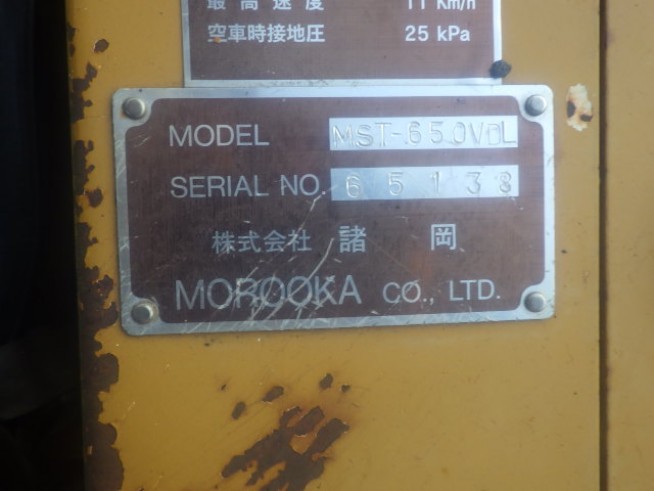 最高速度 11 Km/h
空車時接地圧 25 kPa
MODEL MST-650VDL
SERIAL NO. 65138
株式会社 諸岡
MOROOKA CO., LTD.